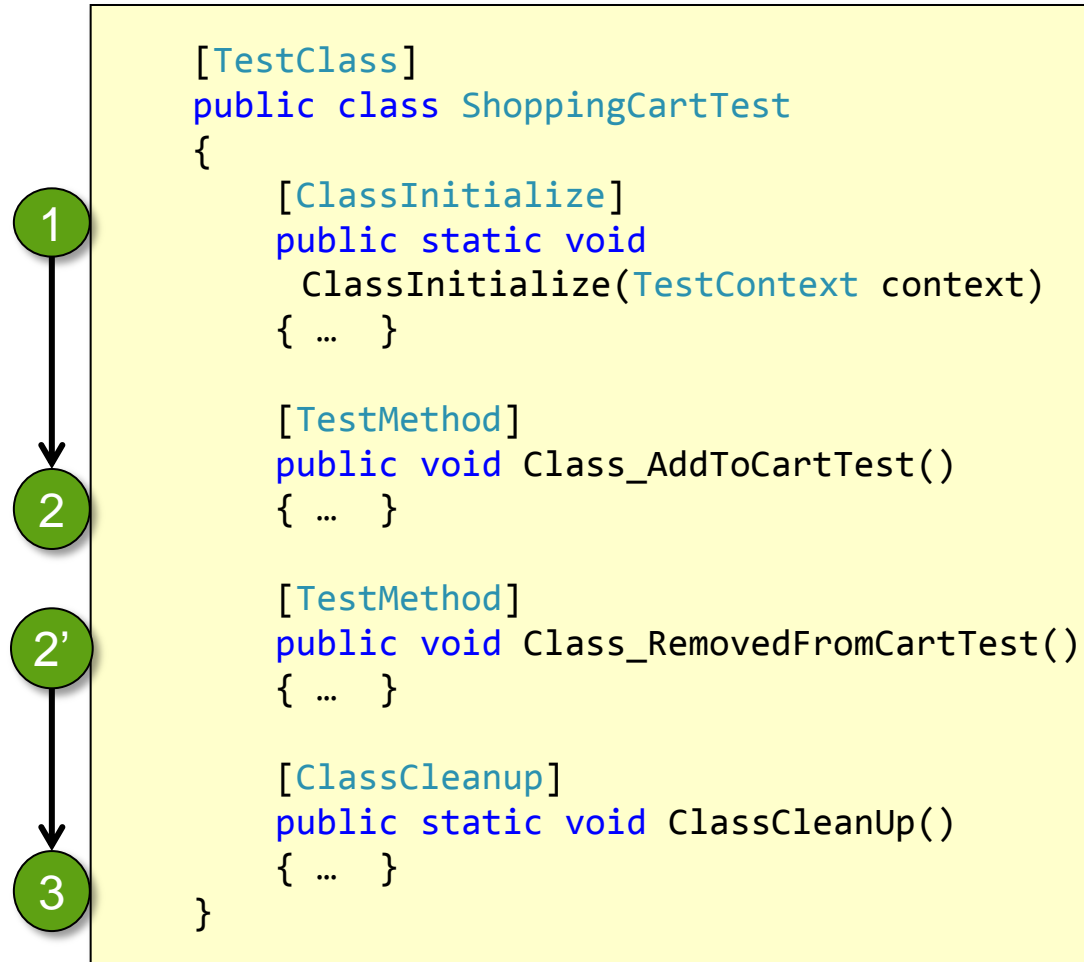 [TestClass]
public class ShoppingCartTest
{
[ClassInitialize]
1
public static void
ClassInitialize(TestContext context)
{ … }
[TestMethod]
public void Class_AddToCartTest()
2
{ … }
[TestMethod]
2’
public void Class_RemovedFromCartTest()
{ … }
[ClassCleanup]
public static void ClassCleanUp()
{ … }
3
}